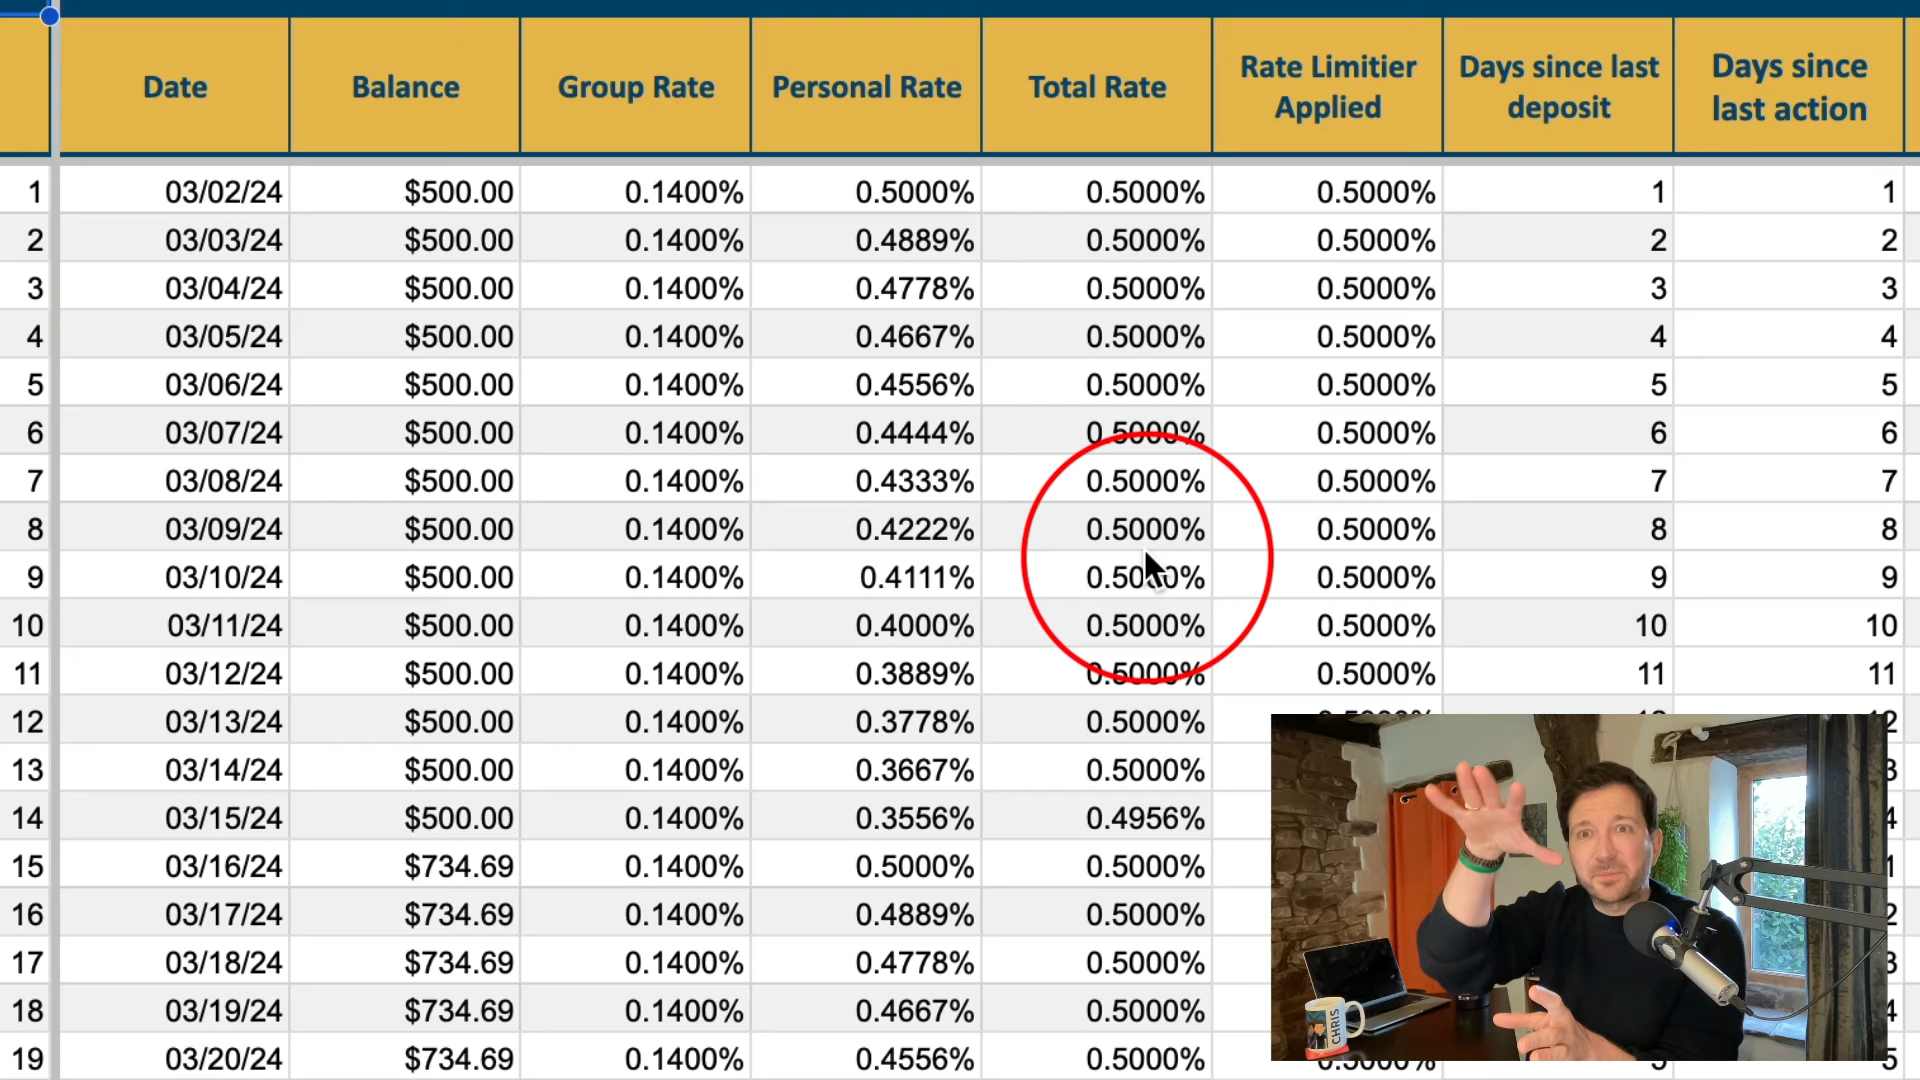 Date Balance Group Rate Personal Rate Total Rate Rate Limitier Applied Days since last deposit Days since last action
1 03/02/24 $500.00 0.1400% 0.5000% 0.5000% 0.5000% 1 1
2 03/03/24 $500.00 0.1400% 0.4889% 0.5000% 0.5000% 2 2
3 03/04/24 $500.00 0.1400% 0.4778% 0.5000% 0.5000% 3 3
4 03/05/24 $500.00 0.1400% 0.4667% 0.5000% 0.5000% 4 4
5 03/06/24 $500.00 0.1400% 0.4556% 0.5000% 0.5000% 5 5
6 03/07/24 $500.00 0.1400% 0.4444% 0.5000% 0.5000% 6 6
7 03/08/24 $500.00 0.1400% 0.4333% 0.5000% 0.5000% 7 7
8 03/09/24 $500.00 0.1400% 0.4222% 0.5000% 0.5000% 8 8
9 03/10/24 $500.00 0.1400% 0.4111% 0.5000% 0.5000% 9 9
10 03/11/24 $500.00 0.1400% 0.4000% 0.5000% 0.5000% 10 10
11 03/12/24 $500.00 0.1400% 0.3889% 0.5000% 0.5000% 11 11
12 03/13/24 $500.00 0.1400% 0.3778% 0.5000%
13 03/14/24 $500.00 0.1400% 0.3667% 0.5000%
14 03/15/24 $500.00 0.1400% 0.3556% 0.4956%
15 03/16/24 $734.69 0.1400% 0.5000% 0.5000%
16 03/17/24 $734.69 0.1400% 0.4889% 0.5000%
17 03/18/24 $734.69 0.1400% 0.4778% 0.5000%
18 03/19/24 $734.69 0.1400% 0.4667% 0.5000%
19 03/20/24 $734.69 0.1400% 0.4556% 0.5000%
CHRIS